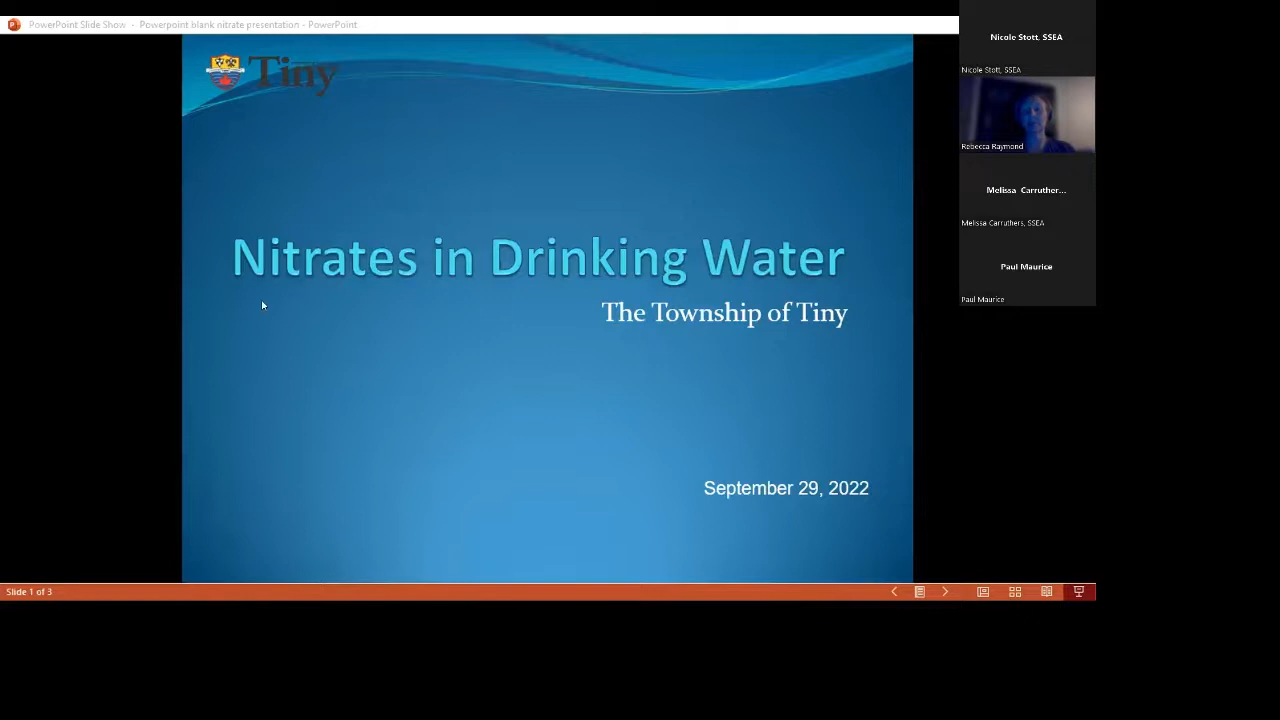 PowerPoint Slide Show - Powerpoint blank nitrate presentation - PowerPoint
Tiny
Nitrates in Drinking Water
The Township of Tiny
September 29, 2022
Slide 1 of 3
Nicole Stott, SSEA
Nicole Stott, SSEA
Rebecca Raymond
Melissa Carruther...
Melissa Carruthers, SSEA
Paul Maurice
Paul Maurice